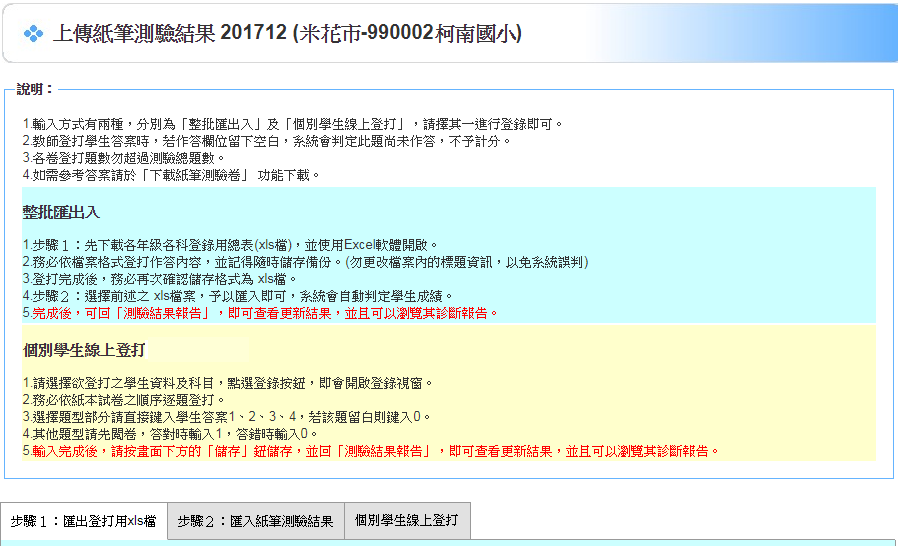 上傳紙筆測驗結果 201712 (米花市-990002柯南國小)
說明：
1.輸入方式有兩種，分別為「整批匯出入」及「個別學生線上登打」，請擇其一進行登錄即可。
2.教師登打學生答案時，若作答欄位留下空白，系統會判定此題尚未作答，不予計分。
3.各卷登打題數勿超過測驗總題數。
4.如需參考答案請於「下載紙筆測驗卷」 功能下載。
整批匯出入
1.步驟１：先下載各年級各科登錄用總表(xls檔)，並使用Excel軟體開啟。
2.務必依檔案格式登打作答內容，並記得隨時儲存備份。(勿更改檔案內的標題資訊，以免系統誤判)
3.登打完成後，務必再次確認儲存格式為 xls檔。
4.步驟２：選擇前述之 xls檔案，予以匯入即可，系統會自動判定學生成績。
5.完成後，可回「測驗結果報告」，即可查看更新結果，並且可以瀏覽其診斷報告。
個別學生線上登打
1.請選擇欲登打之學生資料及科目，點選登錄按鈕，即會開啟登錄視窗。
2.務必依紙本試卷之順序逐題登打。
3.選擇題型部分請直接鍵入學生答案1、2、3、4，若該題留白則鍵入0。
4.其他題型請先閱卷，答對時輸入1，答錯時輸入0。
5.輸入完成後，請按畫面下方的「儲存」鈕儲存，並回「測驗結果報告」，即可查看更新結果，並且可以瀏覽其診斷報告。
步驟１：匯出登打用xls檔 步驟２：匯入紙筆測驗結果 個別學生線上登打